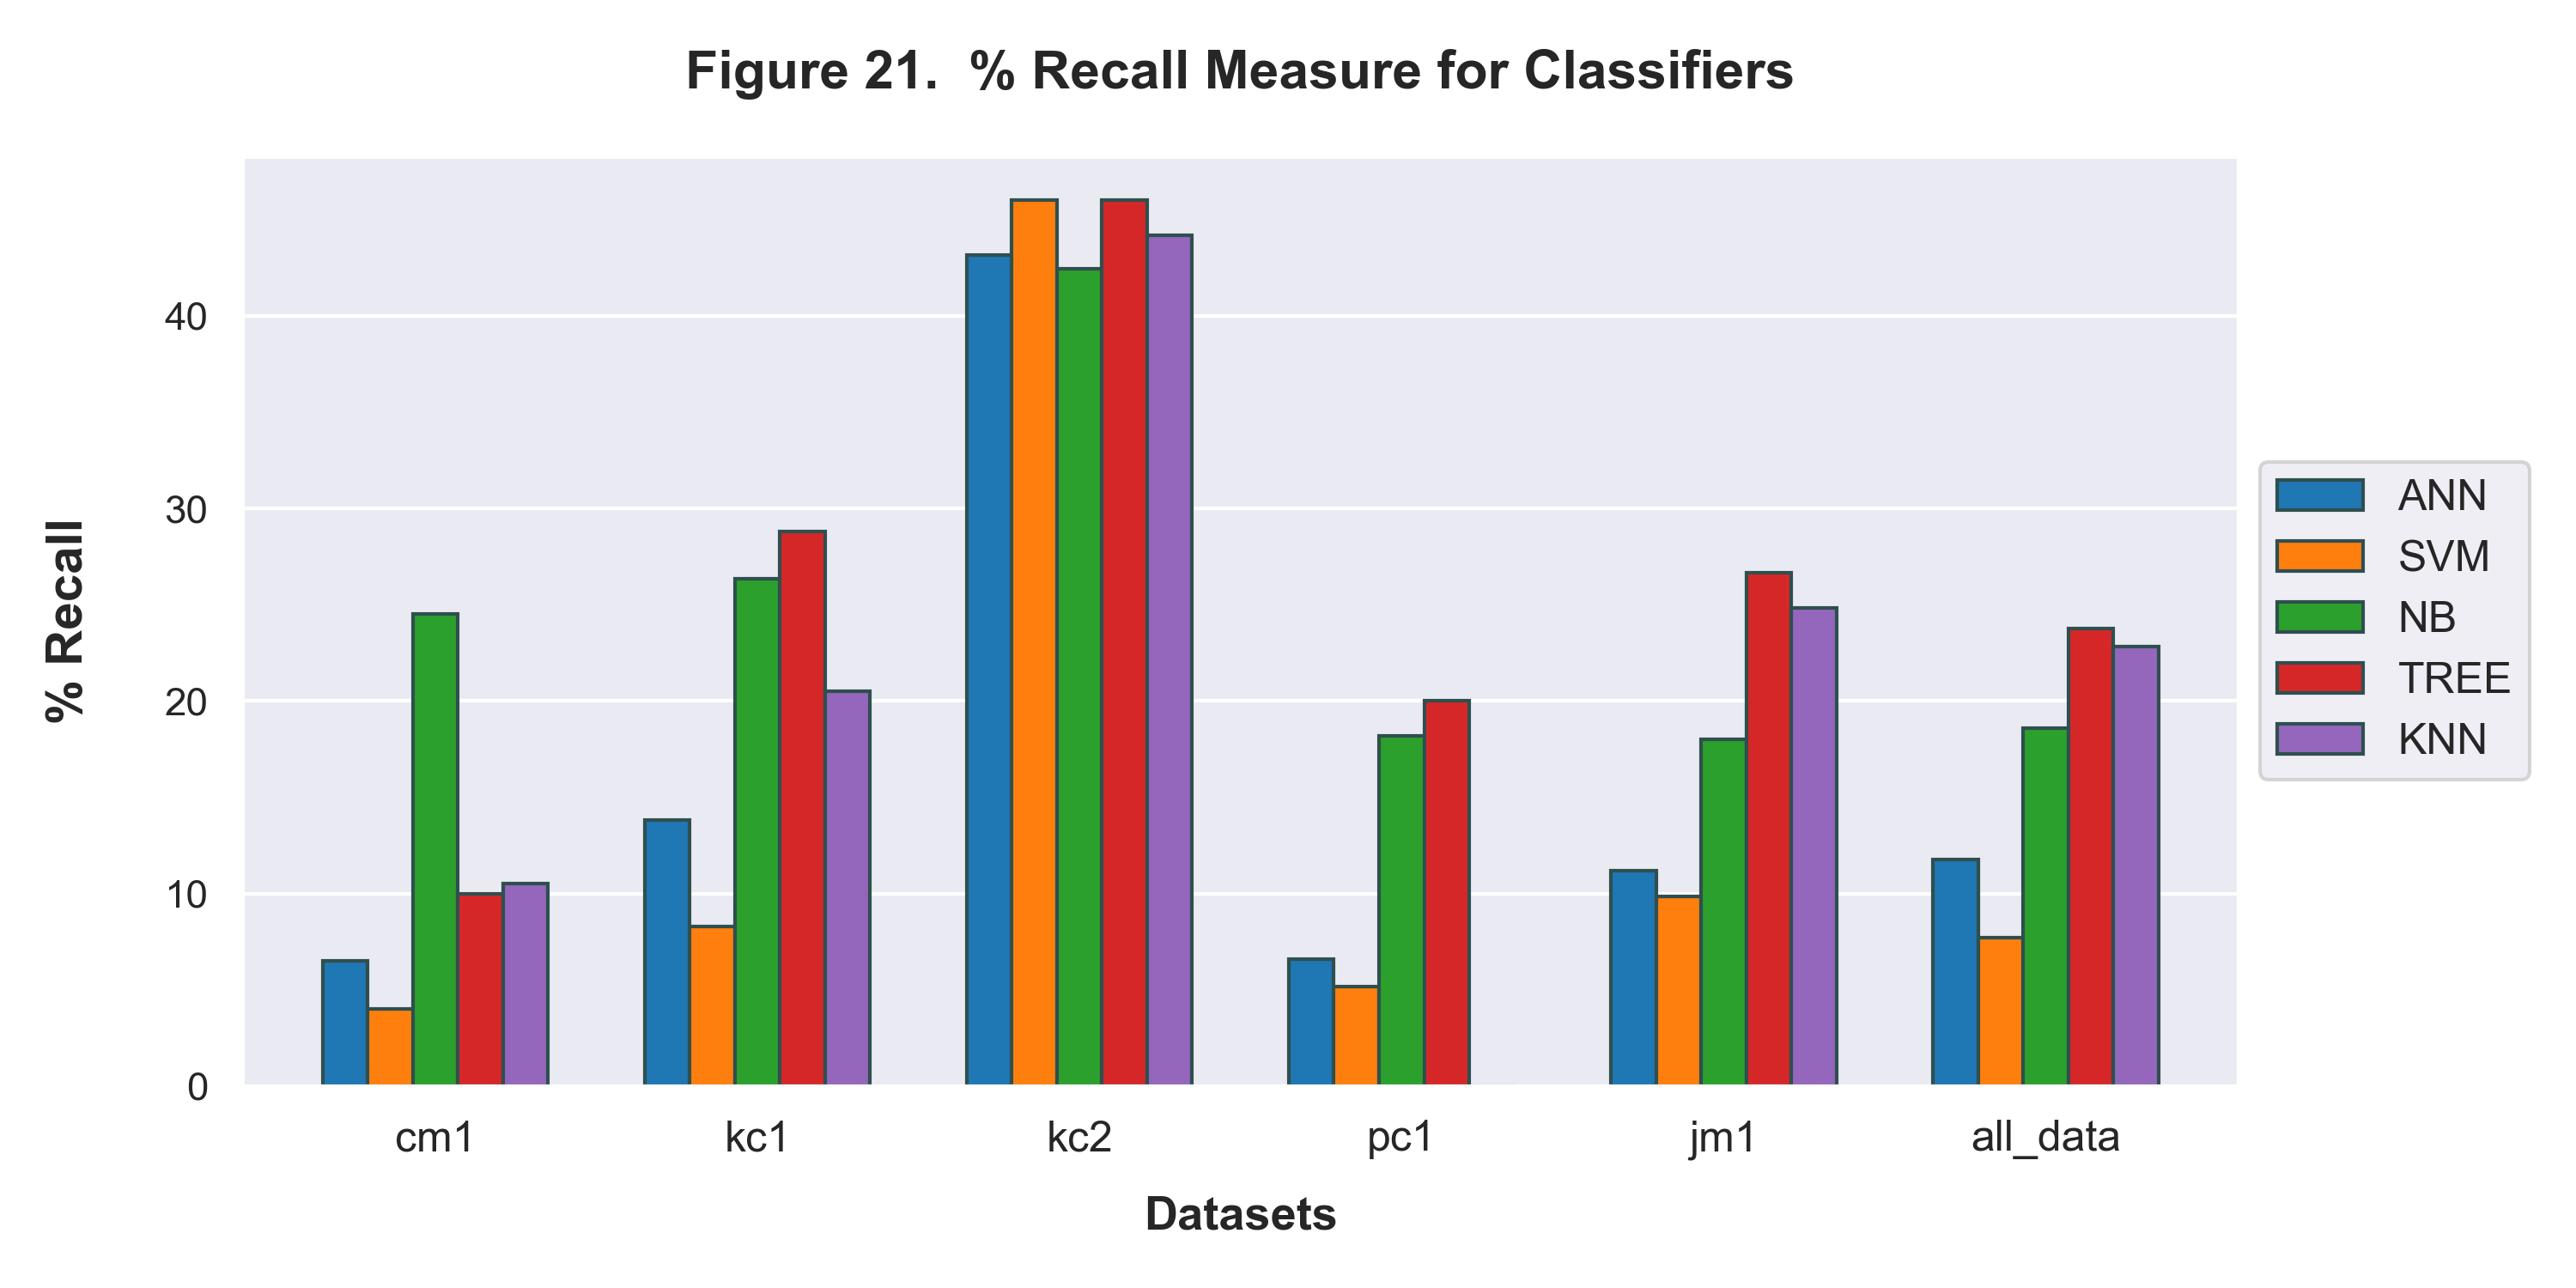 Figure 21.  % Recall Measure for Classifiers
% Recall
40
30
20
10
0
cm1
kc1
kc2
pc1
jm1
all_data
Datasets
ANN
SVM
NB
TREE
KNN